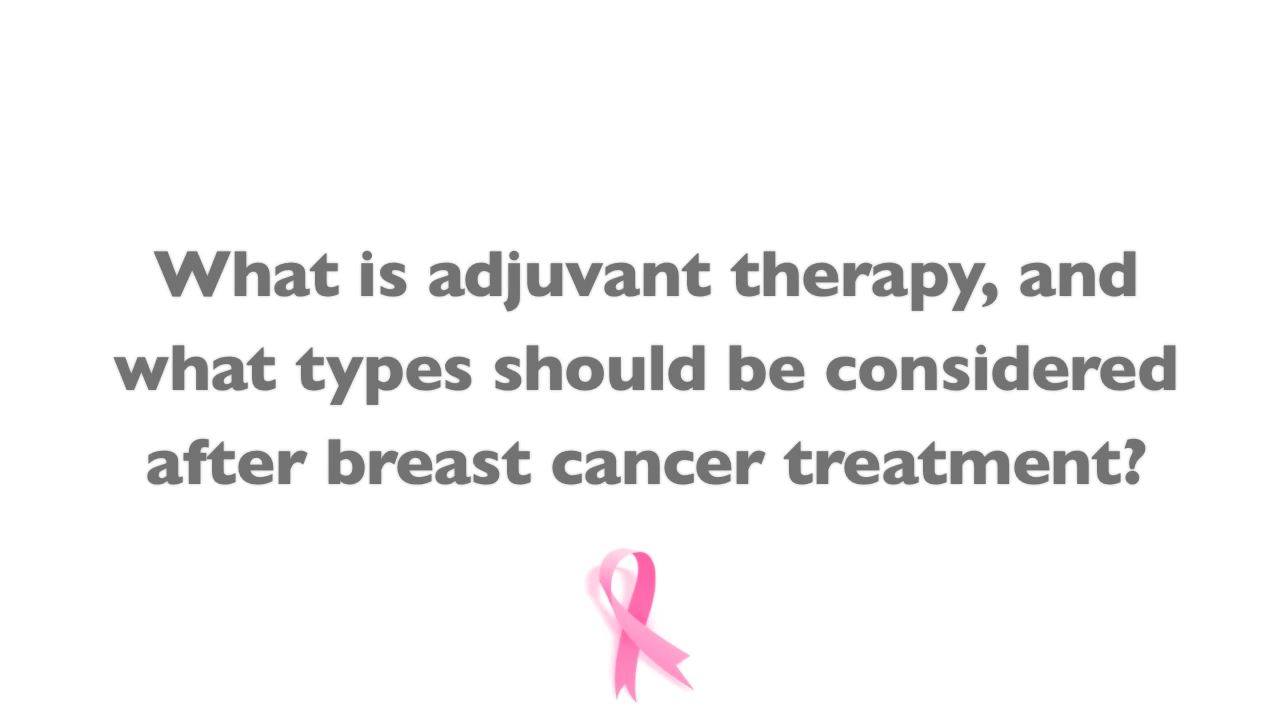 What is adjuvant therapy, and
what types should be considered
after breast cancer treatment?